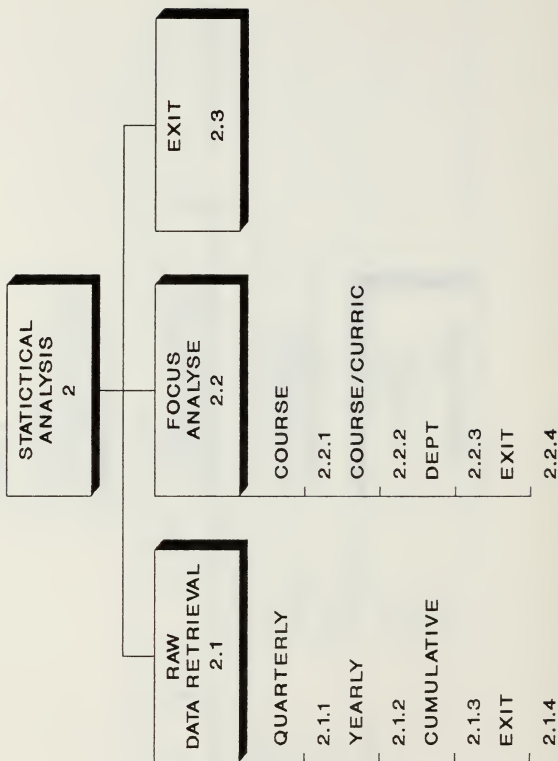 STATICTICAL
ANALYSIS
2
RAW
DATA RETRIEVAL
2.1
QUARTERLY
2.1.1
YEARLY
2.1.2
CUMULATIVE
2.1.3
EXIT
2.1.4
FOCUS
ANALYSE
2.2
COURSE
2.2.1
COURSE/CURRIC
2.2.2
DEPT
2.2.3
EXIT
2.2.4
EXIT
2.3